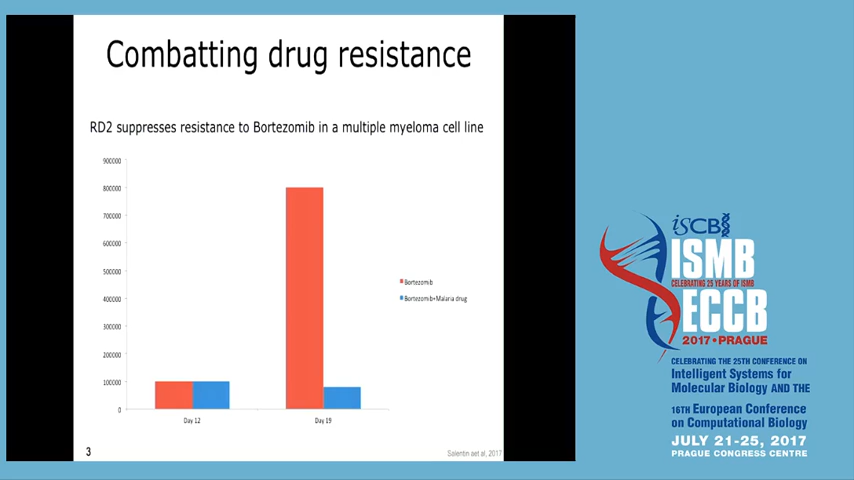 Combatting drug resistance
RD2 suppresses resistance to Bortezomib in a multiple myeloma cell line
900000
800000
700000
600000
500000
400000
300000
200000
100000
0
Day 12
Day 19
Bortezomib
Bortezomib+Malaria drug
3
Salentin aet al, 2017
iSCB
ISMB
CELEBRATING 25 YEARS OF ISMB
ECCB
2017 • PRAGUE
CELEBRATING THE 25TH CONFERENCE ON
Intelligent Systems for
Molecular Biology AND THE
16TH European Conference
on Computational Biology
JULY 21-25, 2017
PRAGUE CONGRESS CENTRE